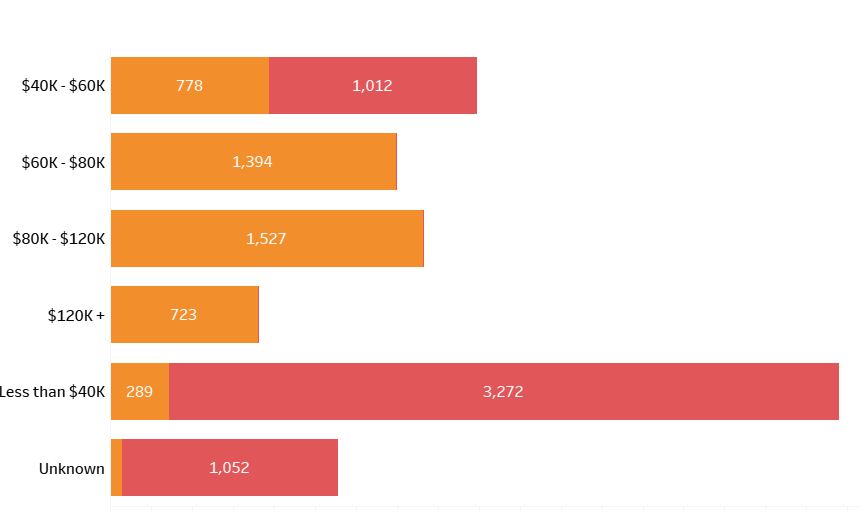 $40K - $60K 778 1,012
$60K - $80K 1,394
$80K - $120K 1,527
$120K + 723
Less than $40K 289 3,272
Unknown 1,052